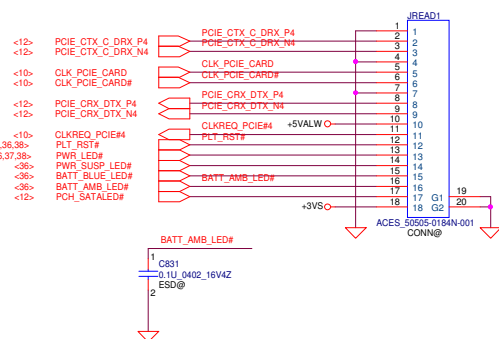 JREAD1
PCIE_CTX_C_DRX_P4 1 1
<12> PCIE_CTX_C_DRX_P4 2 2
PCIE_CTX_C_DRX_N4
<12> PCIE_CTX_C_DRX_N4 3 3
4 4
CLK_PCIE_CARD
<10> CLK_PCIE_CARD 5 5
CLK_PCIE_CARD#
<10> CLK_PCIE_CARD# 6 6
7 7
PCIE_CRX_DTX_P4
<12> PCIE_CRX_DTX_P4 8 8
PCIE_CRX_DTX_N4
<12> PCIE_CRX_DTX_N4 9 9
+5VALW 10 10
CLKREQ_PCIE#4
<10> CLKREQ_PCIE#4 11 11
PLT_RST#
,36,38> PLT_RST# 12 12
,37,38> PWR_LED# 13 13
<36> PWR_SUSP_LED# 14 14
<36> BATT_BLUE_LED# 15 15
BATT_AMB_LED#
<36> BATT_AMB_LED# 16 16
<12> PCH_SATALED# 17 17 G1 19
+3VS 18 18 G2 20
ACES_50505-0184N-001
CONN@
BATT_AMB_LED#
1
C831
0.1U_0402_16V4Z
ESD@
2